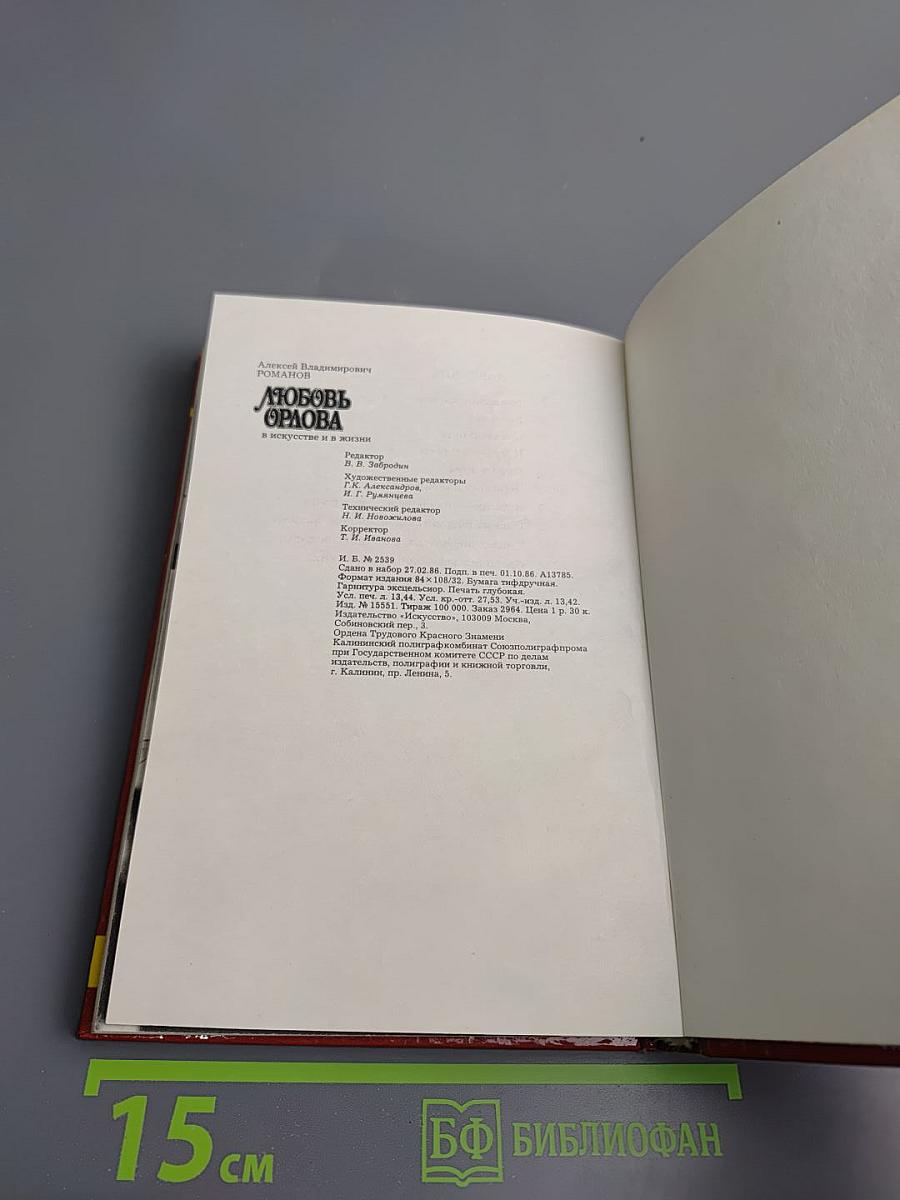 Алексей Владимирович
РОМАНОВ
ЛЮБОВЬ
ОРЛОВА
в искусстве и в жизни
Редактор
В. В. Забродин
Художественные редакторы
Г.К. Александров,
И. Г. Румянцева
Технический редактор
Н. И. Новожилова
Корректор
Т. И. Иванова
И. Б. № 2539
Сдано в набор 27.02.86. Подп. в печ. 01.10.86. А13785.
Формат издания 84×108/32. Бумага тифдручная.
Гарнитура эксцельсиор. Печать глубокая.
Усл. печ. л. 13,44. Усл. кр.-отт. 27,53. Уч.-изд. л. 13,42.
Изд. № 15551. Тираж 100 000. Заказ 2964. Цена 1 р. 30 к.
Издательство «Искусство», 103009 Москва,
Собиновский пер., 3.
Ордена Трудового Красного Знамени
Калининский полиграфкомбинат Союзполиграфпрома
при Государственном комитете СССР по делам
издательств, полиграфии и книжной торговли,
г. Калинин, пр. Ленина, 5.
15 см
БФ БИБЛИОФАН